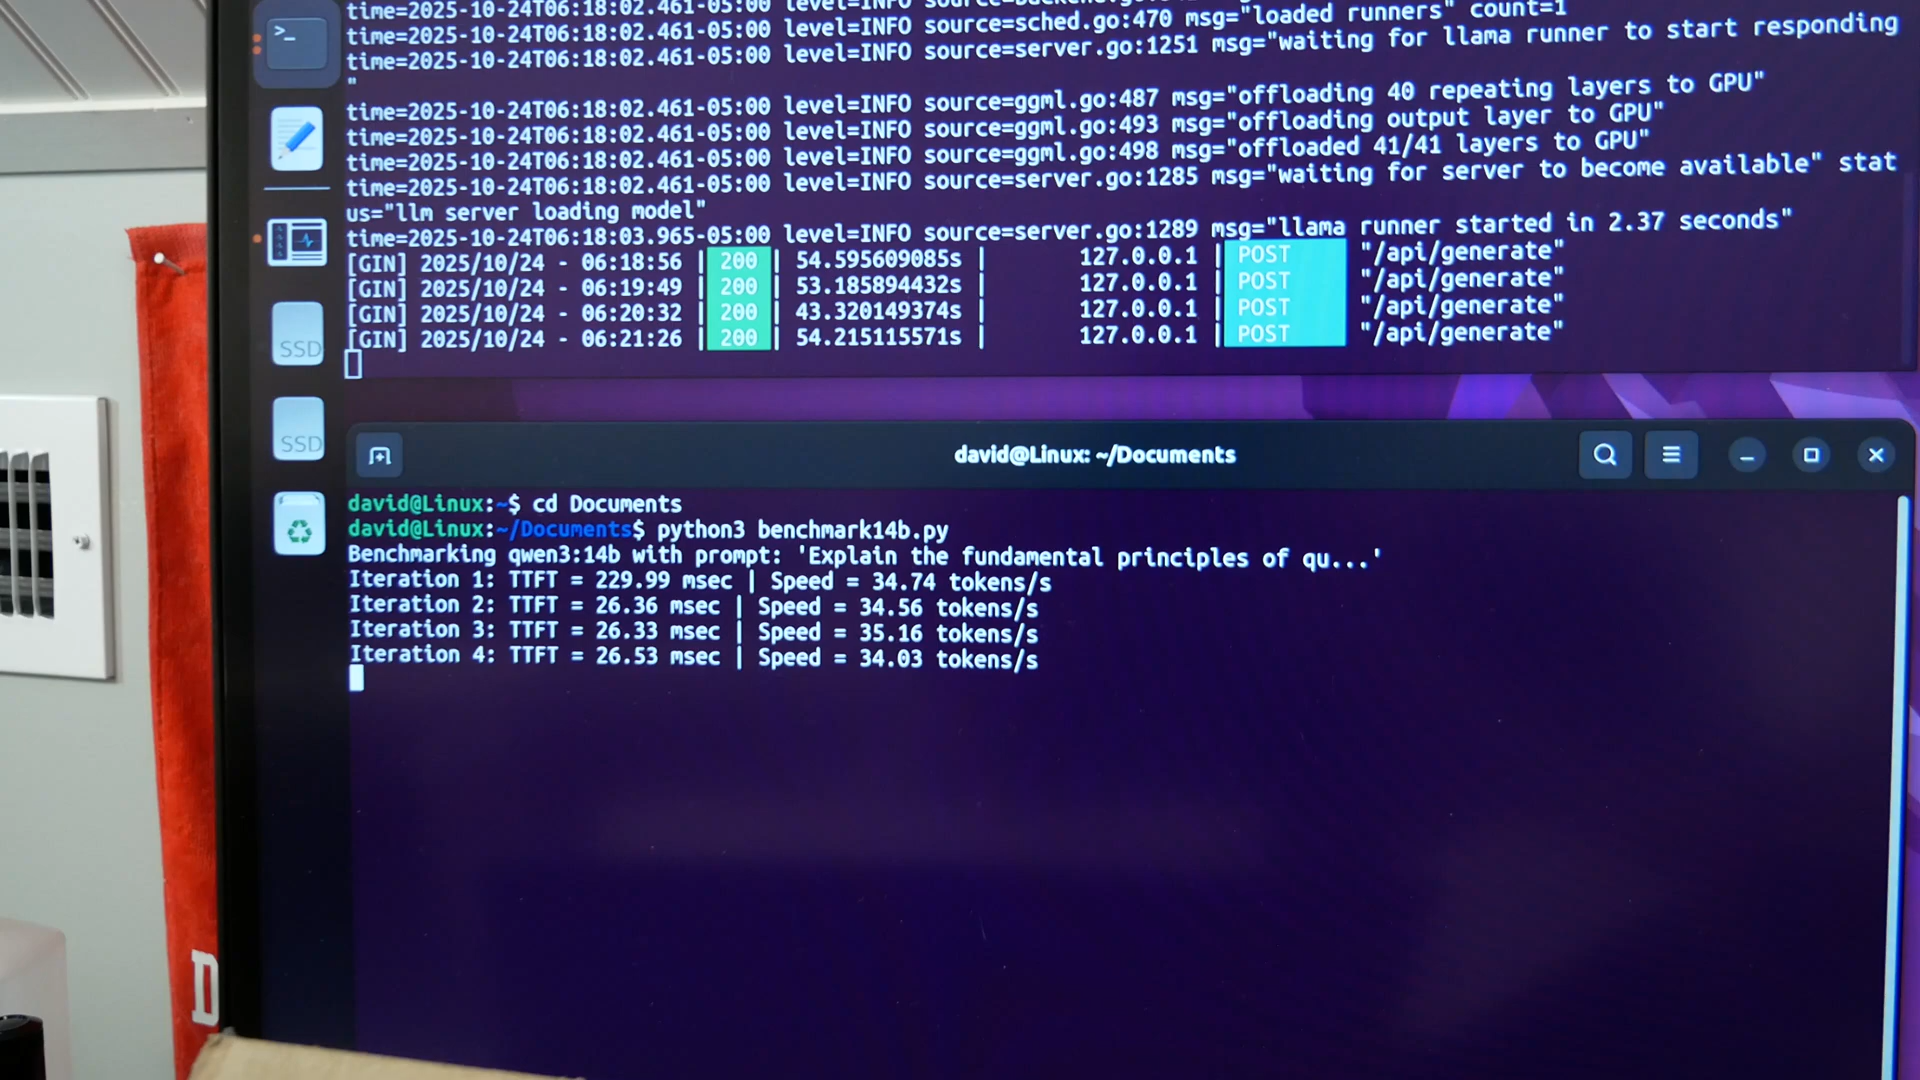 time=2025-10-24T06:18:02.461-05:00 level=INFO source=backend.go
time=2025-10-24T06:18:02.461-05:00 level=INFO source=sched.go:470 msg="loaded runners" count=1
time=2025-10-24T06:18:02.461-05:00 level=INFO source=server.go:1251 msg="waiting for llama runner to start responding
"
time=2025-10-24T06:18:02.461-05:00 level=INFO source=ggml.go:487 msg="offloading 40 repeating layers to GPU"
time=2025-10-24T06:18:02.461-05:00 level=INFO source=ggml.go:493 msg="offloading output layer to GPU"
time=2025-10-24T06:18:02.461-05:00 level=INFO source=ggml.go:498 msg="offloaded 41/41 layers to GPU"
time=2025-10-24T06:18:02.461-05:00 level=INFO source=server.go:1285 msg="waiting for server to become available" stat
us="llm server loading model"
time=2025-10-24T06:18:03.965-05:00 level=INFO source=server.go:1289 msg="llama runner started in 2.37 seconds"
[GIN] 2025/10/24 - 06:18:56 | 200 | 54.595609085s | 127.0.0.1 | POST "/api/generate"
[GIN] 2025/10/24 - 06:19:49 | 200 | 53.185894432s | 127.0.0.1 | POST "/api/generate"
[GIN] 2025/10/24 - 06:20:32 | 200 | 43.320149374s | 127.0.0.1 | POST "/api/generate"
[GIN] 2025/10/24 - 06:21:26 | 200 | 54.215115571s | 127.0.0.1 | POST "/api/generate"
SSD
SSD
david@Linux: ~/Documents
david@Linux:~$ cd Documents
david@Linux:~/Documents$ python3 benchmark14b.py
Benchmarking qwen3:14b with prompt: 'Explain the fundamental principles of qu...'
Iteration 1: TTFT = 229.99 msec | Speed = 34.74 tokens/s
Iteration 2: TTFT = 26.36 msec | Speed = 34.56 tokens/s
Iteration 3: TTFT = 26.33 msec | Speed = 35.16 tokens/s
Iteration 4: TTFT = 26.53 msec | Speed = 34.03 tokens/s
D